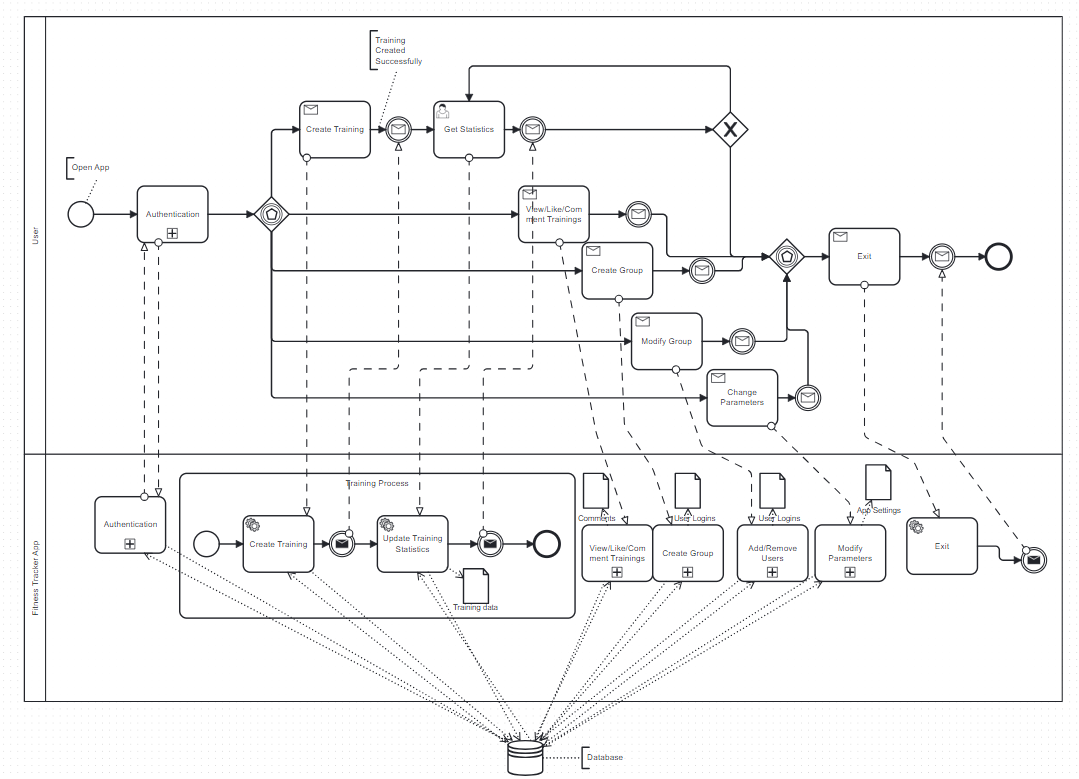 Training
Created
Successfully
Create Training
Get Statistics
Open App
Authentication
View/Like/Com
ment Trainings
User
Create Group
Exit
Modify Group
Change
Parameters
Training Process
Comments
User Logins
User Logins
App Settings
Authentication
Create Training
Update Training
Statistics
View/Like/Com
ment Trainings
Create Group
Add/Remove
Users
Modify
Parameters
Exit
Fitness Tracker App
Training data
Database